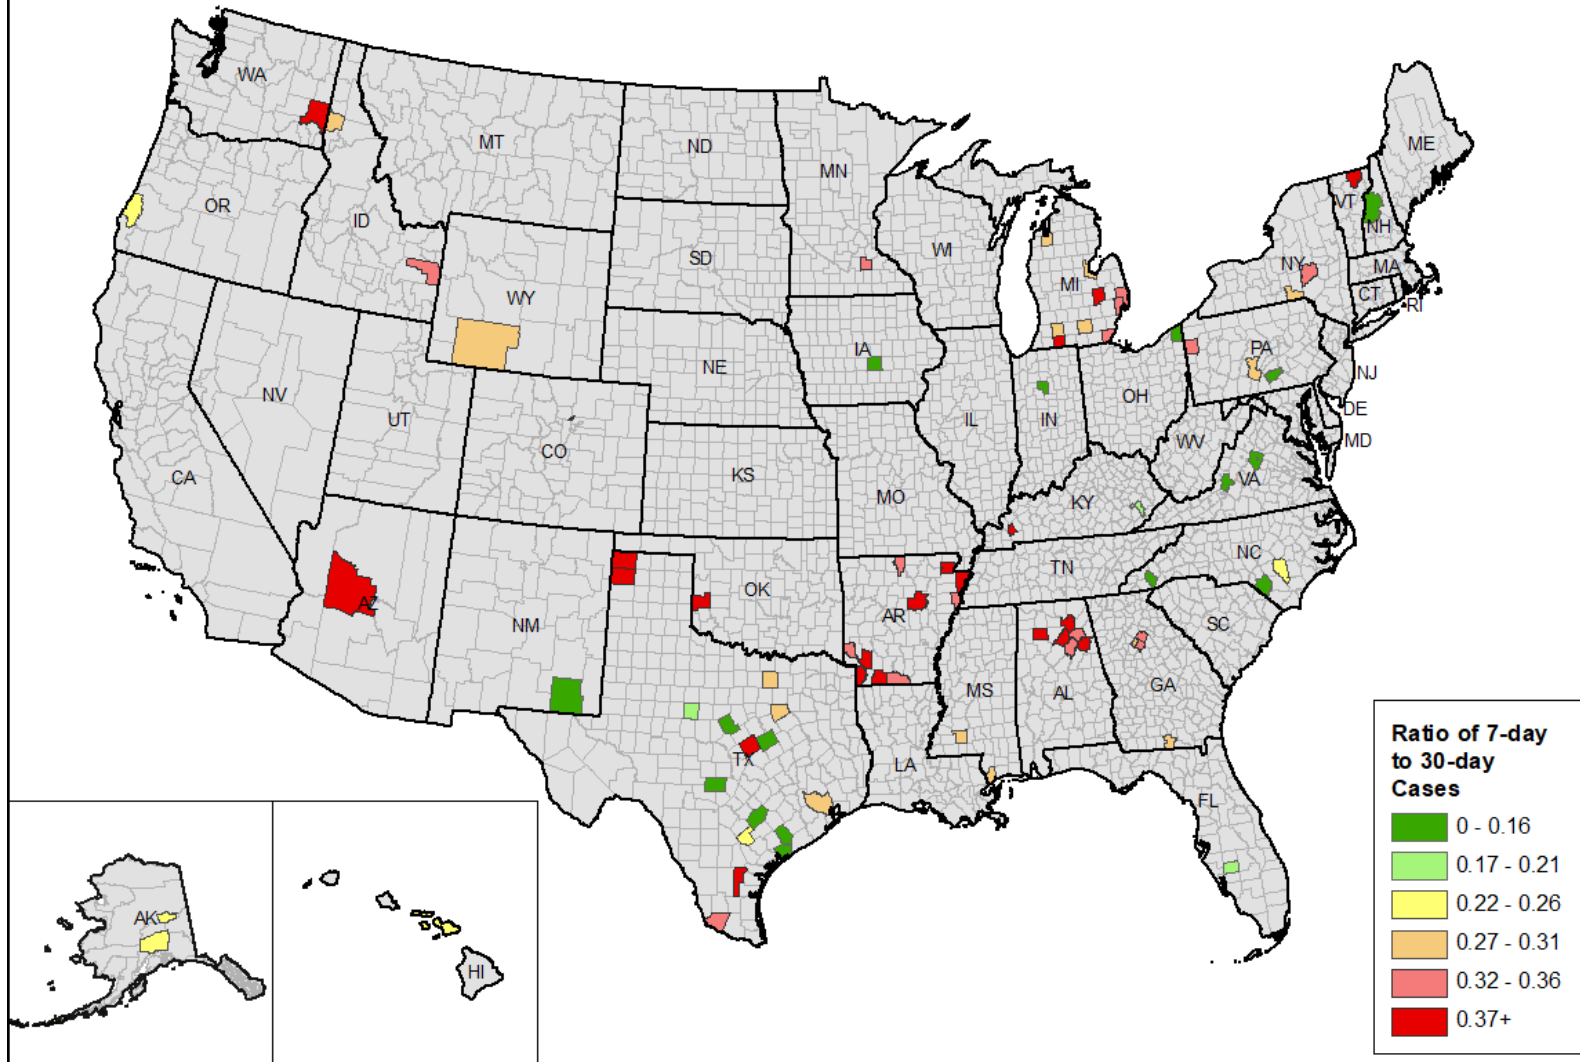 WA
MT
ND
MN
ME
OR
ID
VT
NH
SD
WI
MI
NY
MA
WY
CT
RI
IA
PA
NE
NJ
NV
UT
IL
IN
OH
DE
CO
WV
MD
CA
KS
MO
KY
VA
NC
TN
OK
AZ
AR
NM
SC
MS
AL
GA
TX
LA
FL
AK
HI
Ratio of 7-day
to 30-day
Cases
0 - 0.16
0.17 - 0.21
0.22 - 0.26
0.27 - 0.31
0.32 - 0.36
0.37+